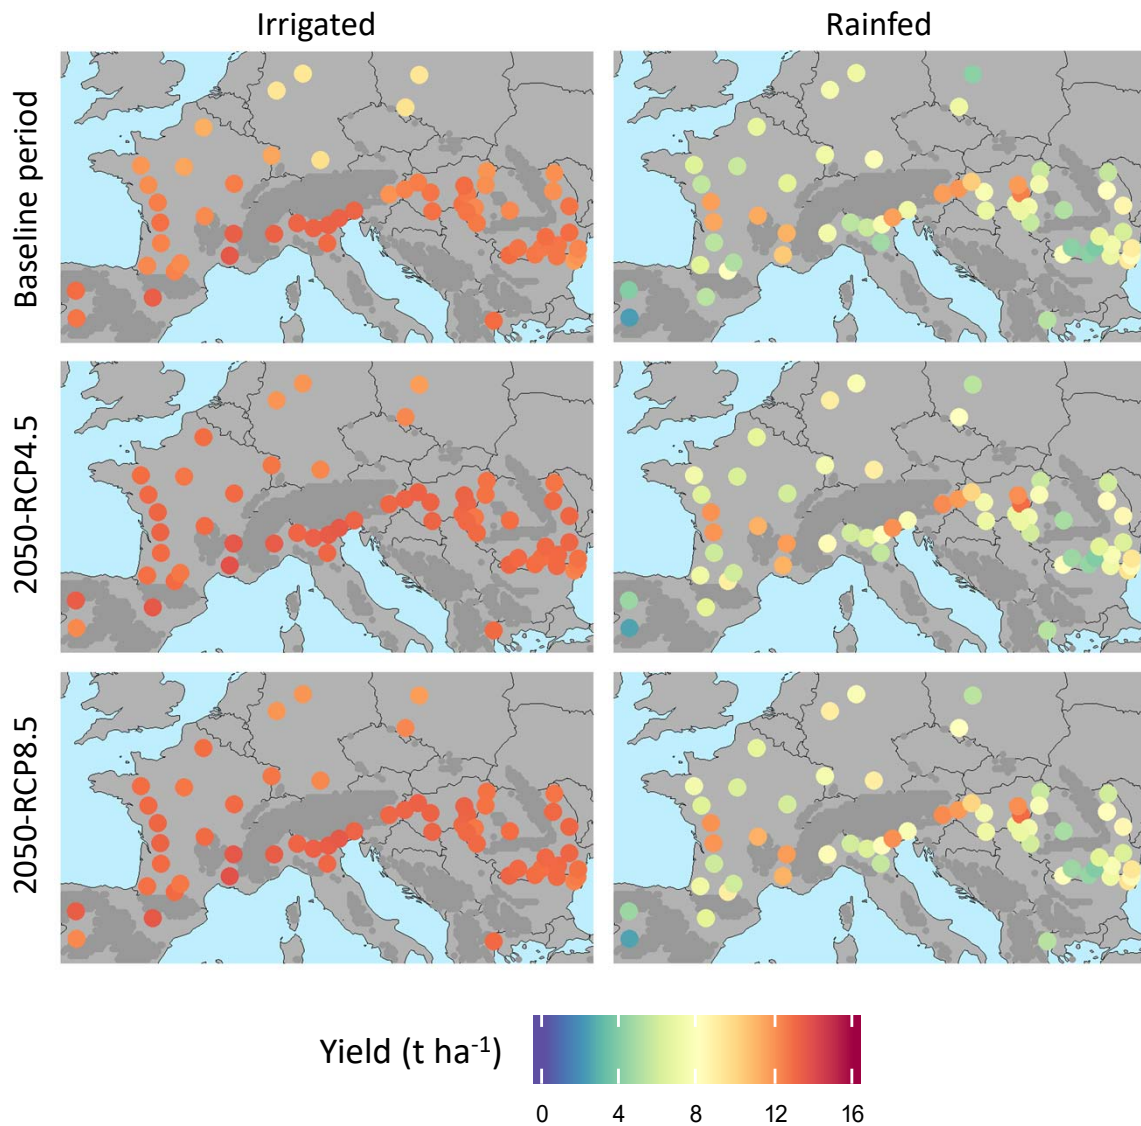 Irrigated
Rainfed
Baseline period
2050-RCP4.5
2050-RCP8.5
Yield (t ha⁻¹)
0 4 8 12 16